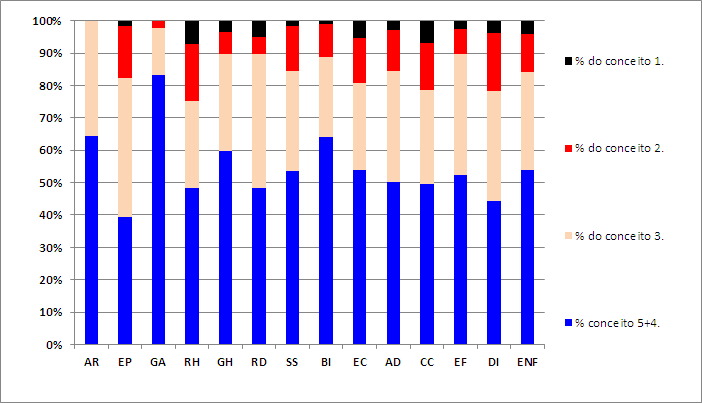 100%
90%
80%
70%
60%
50%
40%
30%
20%
10%
0%
AR EP GA RH GH RD SS BI EC AD CC EF DI ENF
% do conceito 1.
% do conceito 2.
% do conceito 3.
% conceito 5+4.